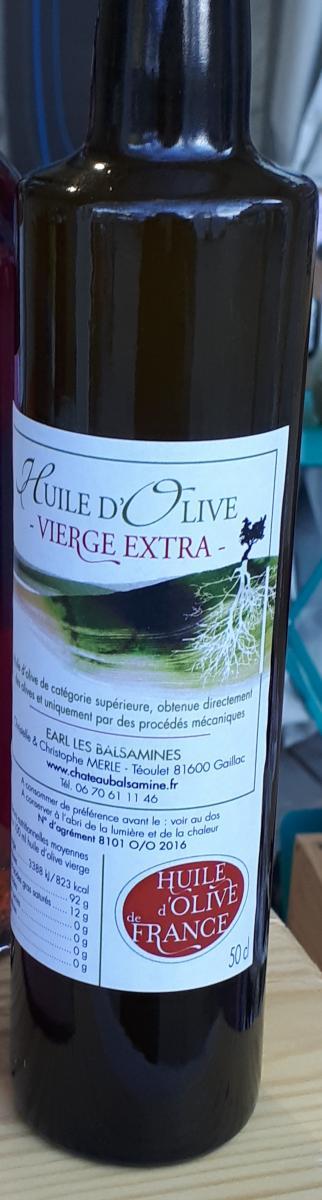 HUILE D'OLIVE
- VIERGE EXTRA -
d'olive de catégorie supérieure, obtenue directement
olives et uniquement par des procédés mécaniques
EARL LES BALSAMINES
& Christophe MERLE - Téoulet 81600 Gaillac
www.chateaubalsamine.fr
Tél. 06 70 61 11 46
A consommer de préférence avant le : voir au dos
A conserver à l'abri de la lumière et de la chaleur
N° d'agrément 8101 O/O 2016
moyennes
huile d'olive vierge
3388 kJ/823 kcal
92 g
gras saturés 12 g
0 g
0 g
0 g
0 g
HUILE
d'OLIVE
de
FRANCE
50 cl